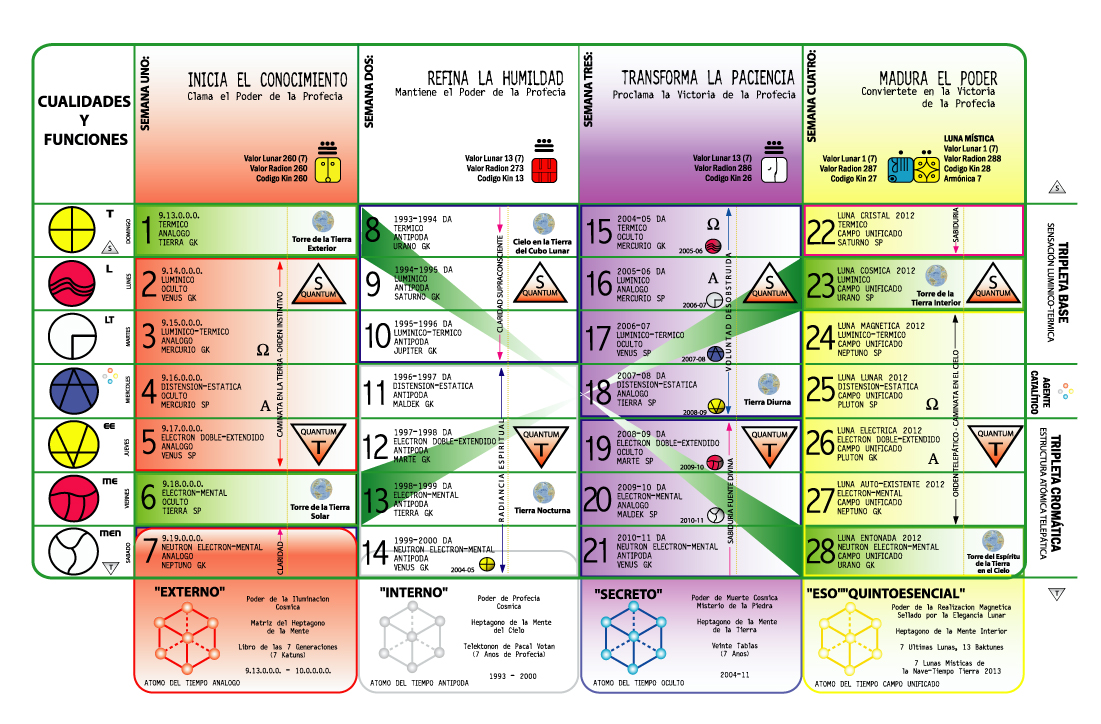 CUALIDADES
Y
FUNCIONES
SEMANA UNO:
INICIA EL CONOCIMIENTO
Clama el Poder de la Profecia
Valor Lunar 260 (7)
Valor Radion 260
Codigo Kin 260
SEMANA DOS:
REFINA LA HUMILDAD
Mantiene el Poder de la Profecia
Valor Lunar 13 (7)
Valor Radion 273
Codigo Kin 13
SEMANA TRES:
TRANSFORMA LA PACIENCIA
Proclama la Victoria de la Profecia
Valor Lunar 13 (7)
Valor Radion 286
Codigo Kin 26
SEMANA CUATRO:
MADURA EL PODER
Conviertete en la Victoria
de la Profecia
Valor Lunar 1 (7)
Valor Radion 287
Codigo Kin 27
LUNA MÍSTICA
Valor Lunar 1 (7)
Valor Radion 288
Codigo Kin 28
Armónica 7
S
T
S
DOMINGO
1
9.13.0.0.0.
TERMICO
ANALOGO
TIERRA GK
Torre de la Tierra
Exterior
8
1993-1994 DA
TERMICO
ANTIPODA
URANO GK
Cielo en la Tierra
del Cubo Lunar
15
2004-05 DA
TERMICO
OCULTO
MERCURIO GK
Ω
2005-06
22
LUNA CRISTAL 2012
TERMICO
CAMPO UNIFICADO
SATURNO SP
SABIDURIA
L
LUNES
2
9.14.0.0.0.
LUMINICO
OCULTO
VENUS GK
S
QUANTUM
9
1994-1995 DA
LUMINICO
ANTIPODA
SATURNO GK
S
QUANTUM
16
2005-06 DA
LUMINICO
ANALOGO
MERCURIO SP
A
2006-07
S
QUANTUM
23
LUNA COSMICA 2012
LUMINICO
CAMPO UNIFICADO
URANO SP
Torre de la
Tierra Interior
LT
MARTES
3
9.15.0.0.0.
LUMINICO-TERMICO
ANALOGO
MERCURIO GK
Ω
10
1995-1996 DA
LUMINICO-TERMICO
ANTIPODA
JUPITER GK
17
2006-07
LUMINICO-TERMICO
OCULTO
VENUS SP
2007-08
24
LUNA MAGNETICA 2012
LUMINICO-TERMICO
CAMPO UNIFICADO
NEPTUNO SP
MIERCOLES
4
9.16.0.0.0.
DISTENSION-ESTATICA
OCULTO
MERCURIO SP
A
11
1996-1997 DA
DISTENSION-ESTATICA
ANTIPODA
MALDEK GK
18
2007-08 DA
DISTENSION-ESTATICA
ANALOGO
TIERRA SP
2008-09
Tierra Diurna
25
LUNA LUNAR 2012
DISTENSION-ESTATICA
CAMPO UNIFICADO
PLUTON SP
Ω
EE
JUEVES
5
9.17.0.0.0.
ELECTRON DOBLE-EXTENDIDO
ANALOGO
VENUS SP
QUANTUM
T
12
1997-1998 DA
ELECTRON DOBLE-EXTENDIDO
ANTIPODA
MARTE GK
QUANTUM
T
19
2008-09 DA
ELECTRON DOBLE-EXTENDIDO
OCULTO
MARTE SP
2009-10
QUANTUM
T
26
LUNA ELECTRICA 2012
ELECTRON DOBLE-EXTENDIDO
CAMPO UNIFICADO
PLUTON GK
A
QUANTUM
T
ME
VIERNES
6
9.18.0.0.0.
ELECTRON-MENTAL
OCULTO
TIERRA SP
Torre de la Tierra
Solar
13
1998-1999 DA
ELECTRON-MENTAL
ANTIPODA
TIERRA GK
Tierra Nocturna
20
2009-10 DA
ELECTRON-MENTAL
ANALOGO
MALDEK SP
2010-11
27
LUNA AUTO-EXISTENTE 2012
ELECTRON-MENTAL
CAMPO UNIFICADO
NEPTUNO GK
men
T
SABADO
7
9.19.0.0.0.
NEUTRON ELECTRON-MENTAL
ANALOGO
NEPTUNO GK
CLARIDAD
14
1999-2000 DA
NEUTRON ELECTRON-MENTAL
ANTIPODA
VENUS GK
2004-05
21
2010-11 DA
NEUTRON ELECTRON-MENTAL
ANTIPODA
VENUS GK
28
LUNA ENTONADA 2012
NEUTRON ELECTRON-MENTAL
CAMPO UNIFICADO
URANO GK
Torre del Espíritu
de la Tierra
en el Cielo
CAMINATA EN LA TIERRA - ORDEN INSTINTIVO
CLARIDAD SUPRACONSCIENTE
RADIANCIA ESPIRITUAL
VOLUNTAD DESOBSTRUIDA
SABIDURIA FUENTE DIVINA
ORDEN TELEPÁTICO - CAMINATA EN EL CIELO
TRIPLETA BASE
SENSACIÓN LUMINICO-TERMICA
AGENTE
CATALÍTICO
TRIPLETA CROMÁTICA
ESTRUCTURA ATÓMICA TELEPÁTICA
T
"EXTERNO"
Poder de la Iluminacion
Cosmica
Matriz del Heptagono
de la Mente
Libro de las 7 Generaciones
(7 Katuns)
9.13.0.0.0. - 10.0.0.0.0.
ATOMO DEL TIEMPO ANALOGO
"INTERNO"
Poder de Profecia
Cosmica
Heptagono de la Mente
del Cielo
Telektonon de Pacal Votan
(7 Anos de Profecia)
1993 - 2000
ATOMO DEL TIEMPO ANTIPODA
"SECRETO"
Poder de Muerte Cosmica
Misterio de la Piedra
Heptagono de la Mente
de la Tierra
Veinte Tablas
(7 Anos)
2004-11
ATOMO DEL TIEMPO OCULTO
"ESO""QUINTOESENCIAL"
Poder de la Realizacion Magnetica
Sellado por la Elegancia Lunar
Heptagono de la Mente Interior
7 Ultimas Lunas, 13 Baktunes
7 Lunas Misticas de
la Nave-Tiempo Tierra 2013
ATOMO DEL TIEMPO CAMPO UNIFICADO